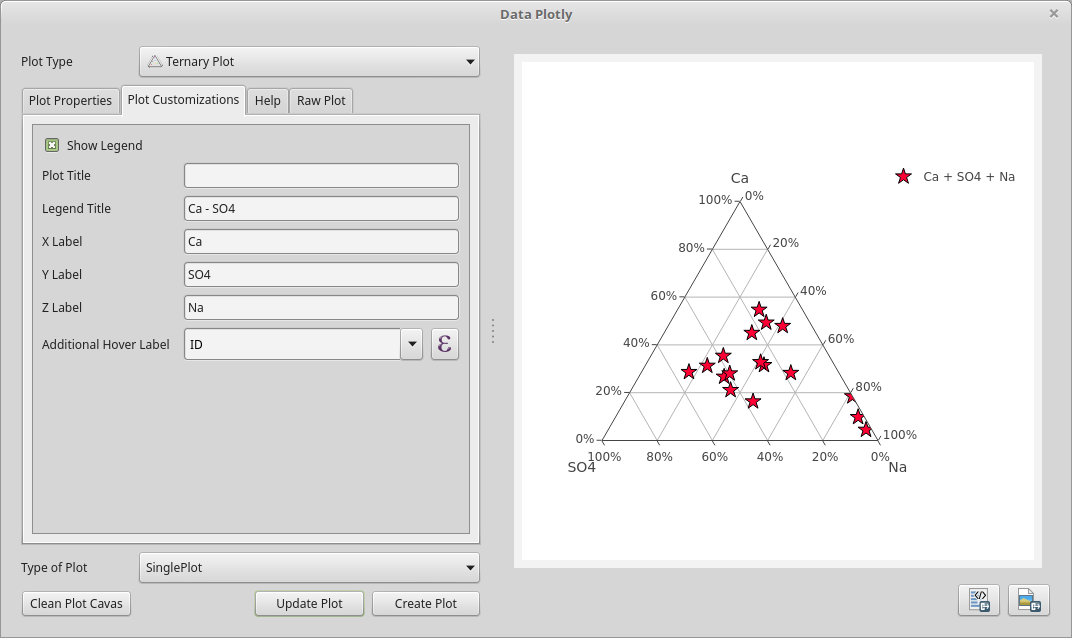 Data Plotly
Plot Type
Ternary Plot
Plot Properties
Plot Customizations
Help
Raw Plot
Show Legend
Plot Title
Legend Title
Ca - SO4
X Label
Ca
Y Label
SO4
Z Label
Na
Additional Hover Label
ID
ε
Type of Plot
SinglePlot
Clean Plot Cavas
Update Plot
Create Plot
Ca + SO4 + Na
Ca
100% 0%
80% 20%
60% 40%
40% 60%
20% 80%
0% 100%
100% 80% 60% 40% 20% 0%
SO4 Na